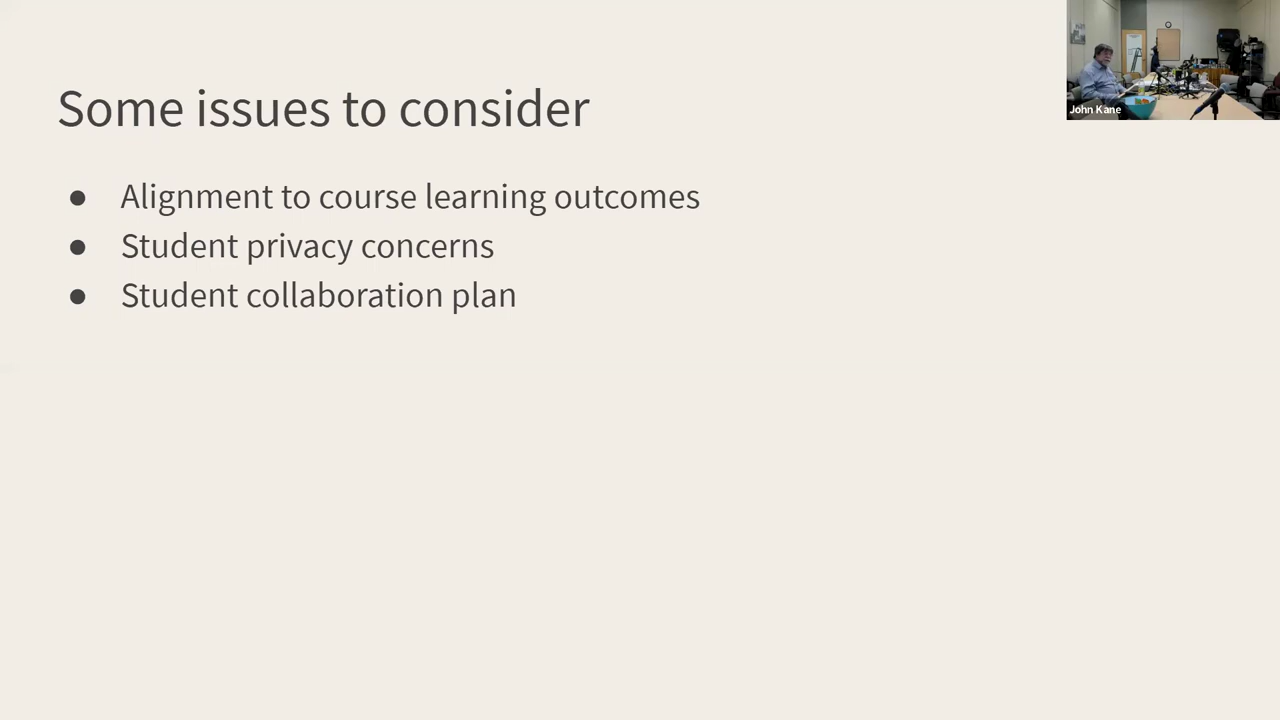 Some issues to consider
● Alignment to course learning outcomes
● Student privacy concerns
● Student collaboration plan
John Kane